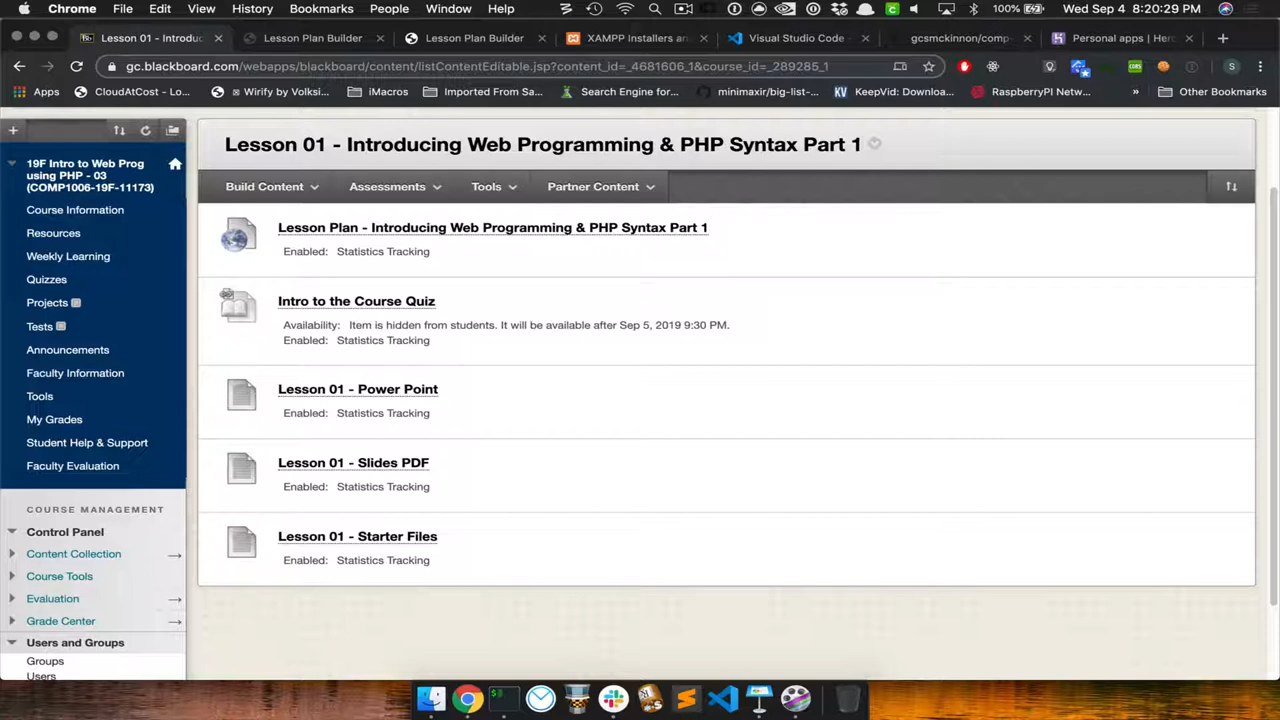 Chrome File Edit View History Bookmarks People Window Help 100% Wed Sep 4 8:20:29 PM
Lesson 01 - Introduc Lesson Plan Builder Lesson Plan Builder XAMPP Installers an Visual Studio Code - gcsmckinnon/comp- Personal apps | Hero
gc.blackboard.com/webapps/blackboard/content/listContentEditable.jsp?content_id=_4681606_1&course_id=_289285_1
Apps CloudAtCost - Lo... Wirify by Volksi... iMacros Imported From Sa... Search Engine for... minimaxir/big-list-... KeepVid: Downloa... RaspberryPI Netw... » Other Bookmarks
19F Intro to Web Prog
using PHP - 03
(COMP1006-19F-11173)
Course Information
Resources
Weekly Learning
Quizzes
Projects
Tests
Announcements
Faculty Information
Tools
My Grades
Student Help & Support
Faculty Evaluation
COURSE MANAGEMENT
Control Panel
Content Collection
Course Tools
Evaluation
Grade Center
Users and Groups
Groups
Users
Lesson 01 - Introducing Web Programming & PHP Syntax Part 1
Build Content Assessments Tools Partner Content
Lesson Plan - Introducing Web Programming & PHP Syntax Part 1
Enabled: Statistics Tracking
Intro to the Course Quiz
Availability: Item is hidden from students. It will be available after Sep 5, 2019 9:30 PM.
Enabled: Statistics Tracking
Lesson 01 - Power Point
Enabled: Statistics Tracking
Lesson 01 - Slides PDF
Enabled: Statistics Tracking
Lesson 01 - Starter Files
Enabled: Statistics Tracking